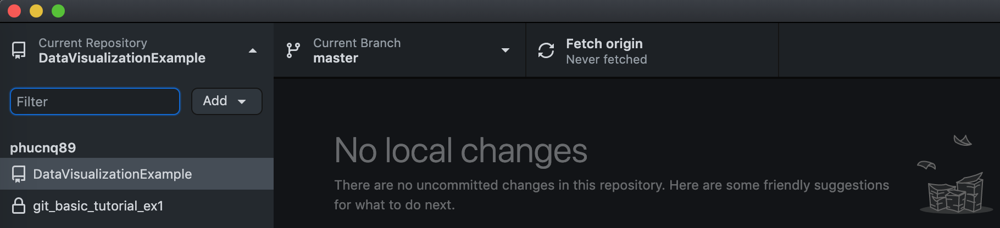 Current Repository
DataVisualizationExample
Current Branch
master
Fetch origin
Never fetched
Filter
Add
phucnq89
DataVisualizationExample
git_basic_tutorial_ex1
No local changes
There are no uncommitted changes in this repository. Here are some friendly suggestions
for what to do next.